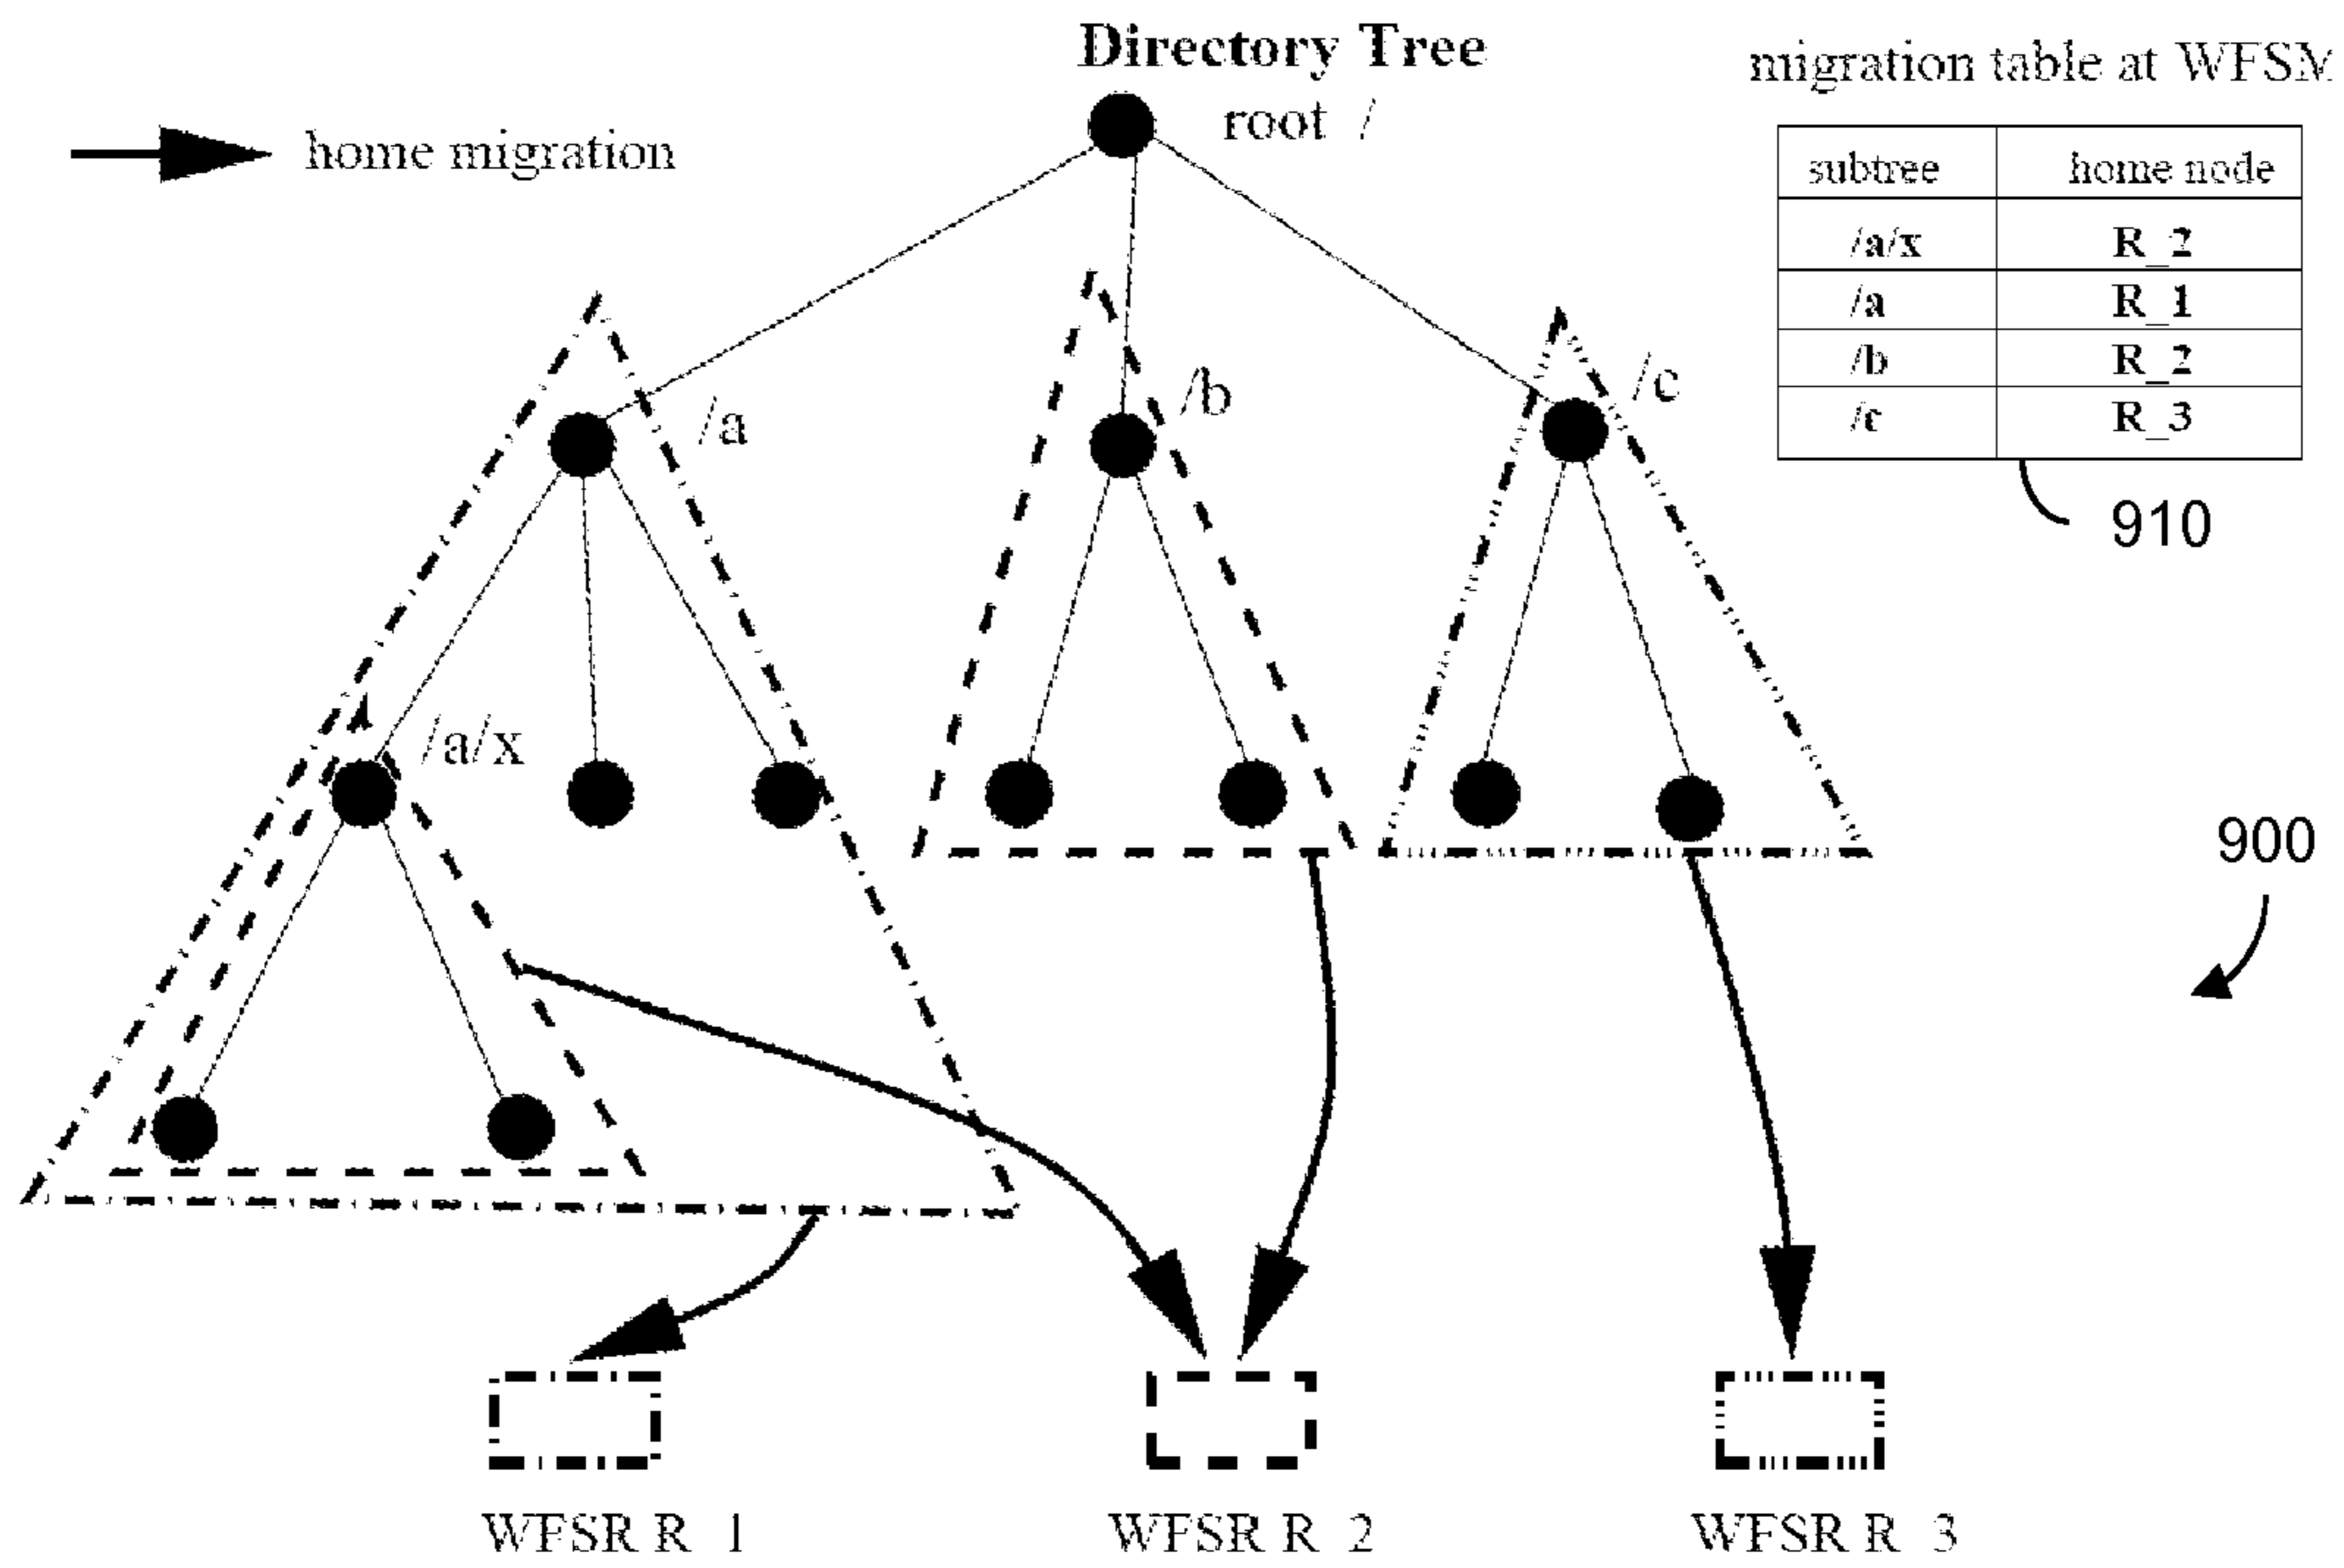 Directory Tree
root /
home migration
migration table at WFSM
subtree home node
/a/x R_2
/a R_1
/b R_2
/c R_3
910
/a
/b
/c
/a/x
900
WFSR R_1
WFSR R_2
WFSR R_3